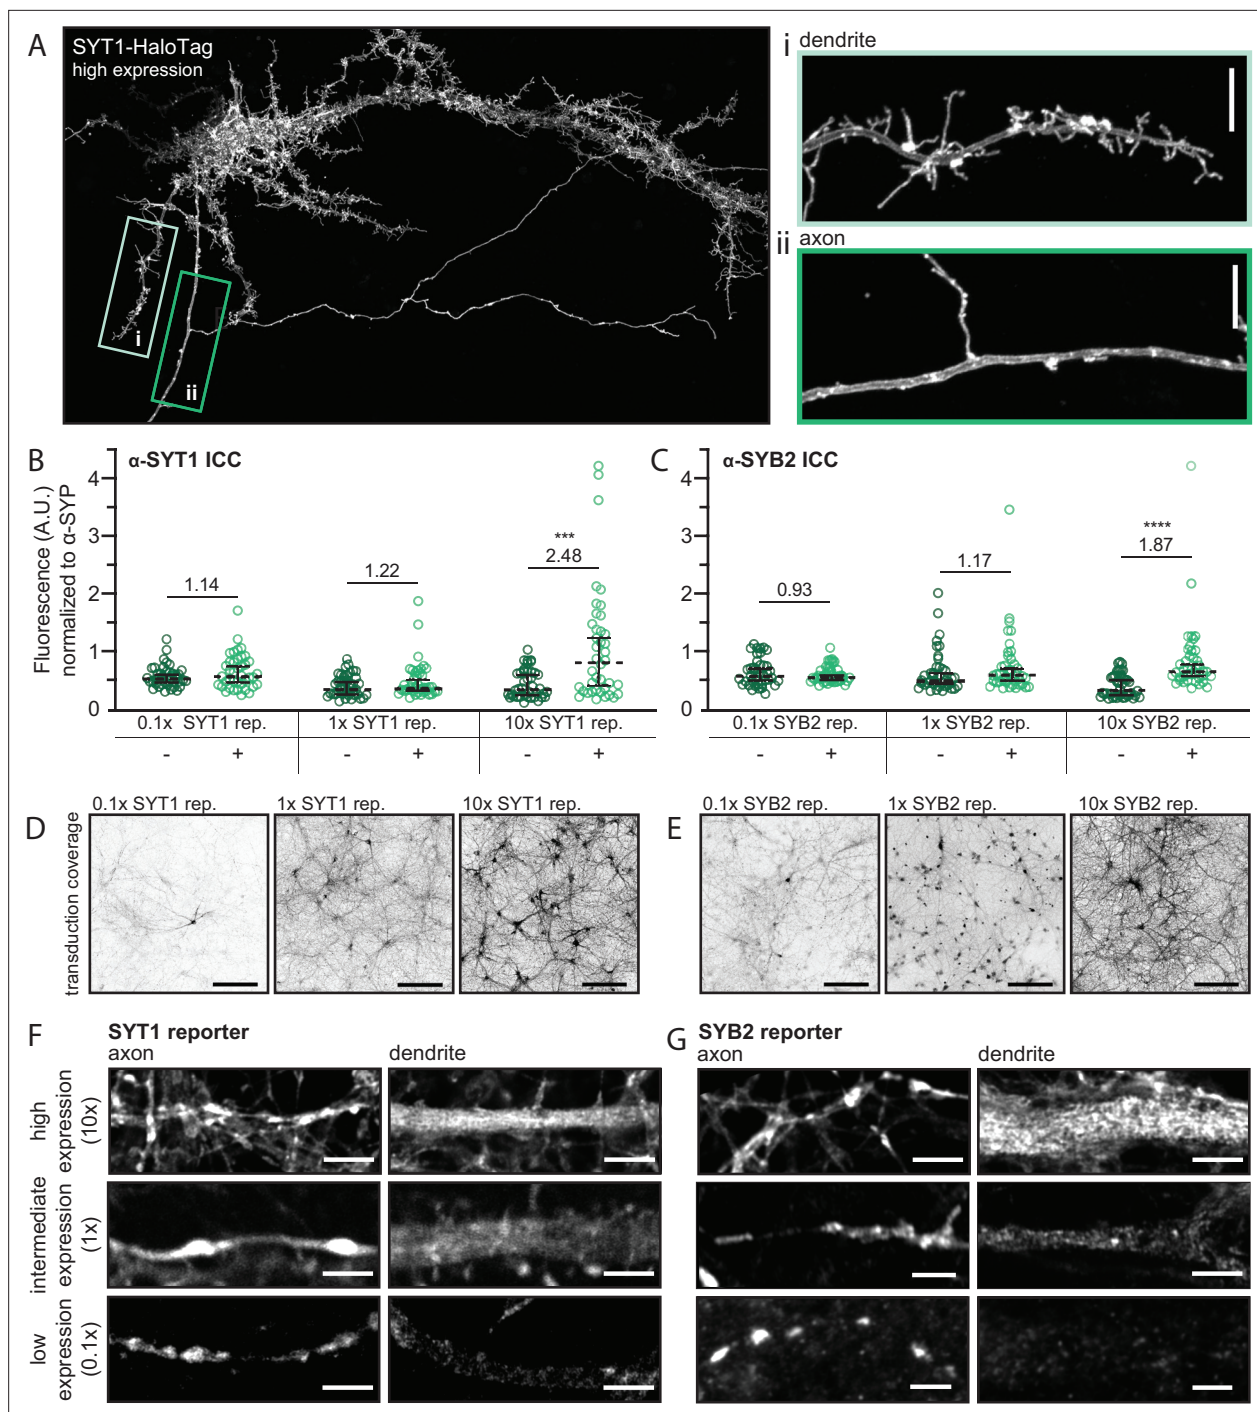 A
SYT1-HaloTag
high expression
i
ii
i dendrite
ii axon
B
α-SYT1 ICC
Fluorescence (A.U.)
normalized to α-SYP
4
3
2
1
0
1.14
1.22
***
2.48
0.1x SYT1 rep.
1x SYT1 rep.
10x SYT1 rep.
- + - + - +
C
α-SYB2 ICC
4
3
2
1
0
0.93
1.17
****
1.87
0.1x SYB2 rep.
1x SYB2 rep.
10x SYB2 rep.
- + - + - +
D
transduction coverage
0.1x SYT1 rep.
1x SYT1 rep.
10x SYT1 rep.
E
0.1x SYB2 rep.
1x SYB2 rep.
10x SYB2 rep.
F
SYT1 reporter
axon
dendrite
high
expression
(10x)
intermediate
expression
(1x)
low
expression
(0.1x)
G
SYB2 reporter
axon
dendrite